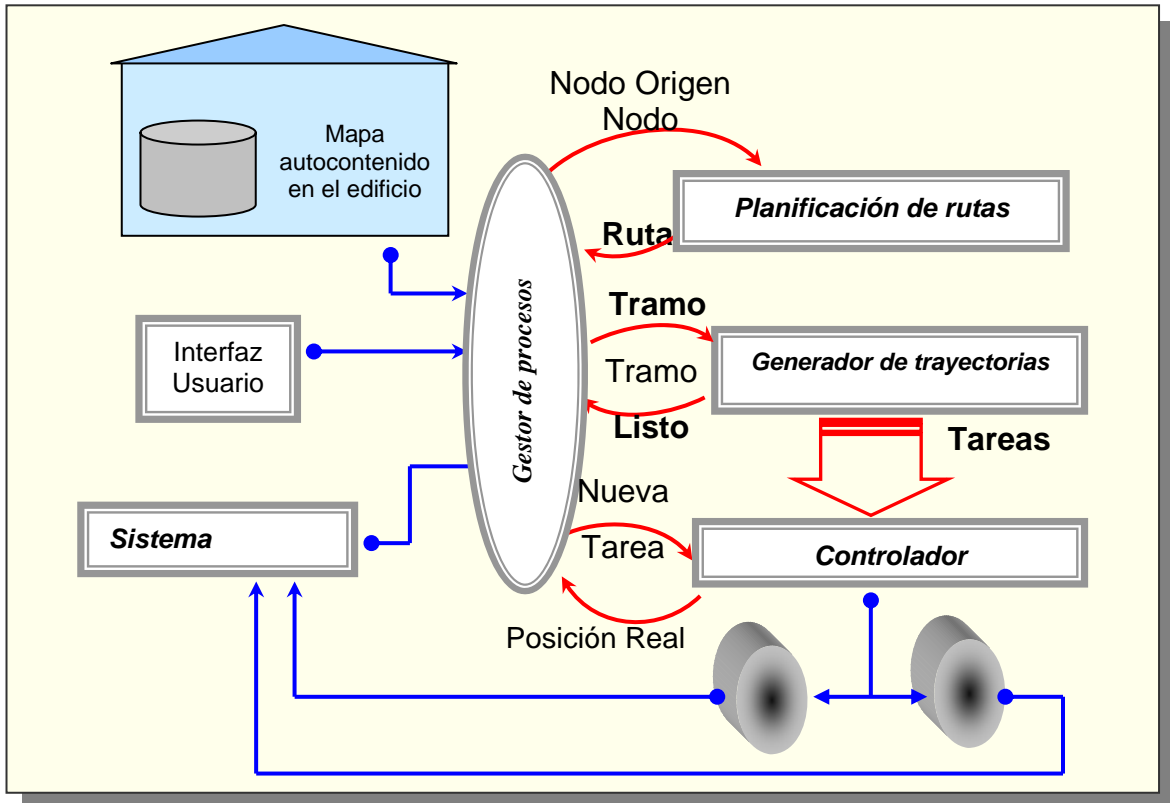 Mapa
autocontenido
en el edificio
Nodo Origen
Nodo
Planificación de rutas
Ruta
Gestor de procesos
Tramo
Interfaz
Usuario
Generador de trayectorias
Tramo
Listo
Tareas
Nueva
Tarea
Sistema
Controlador
Posición Real